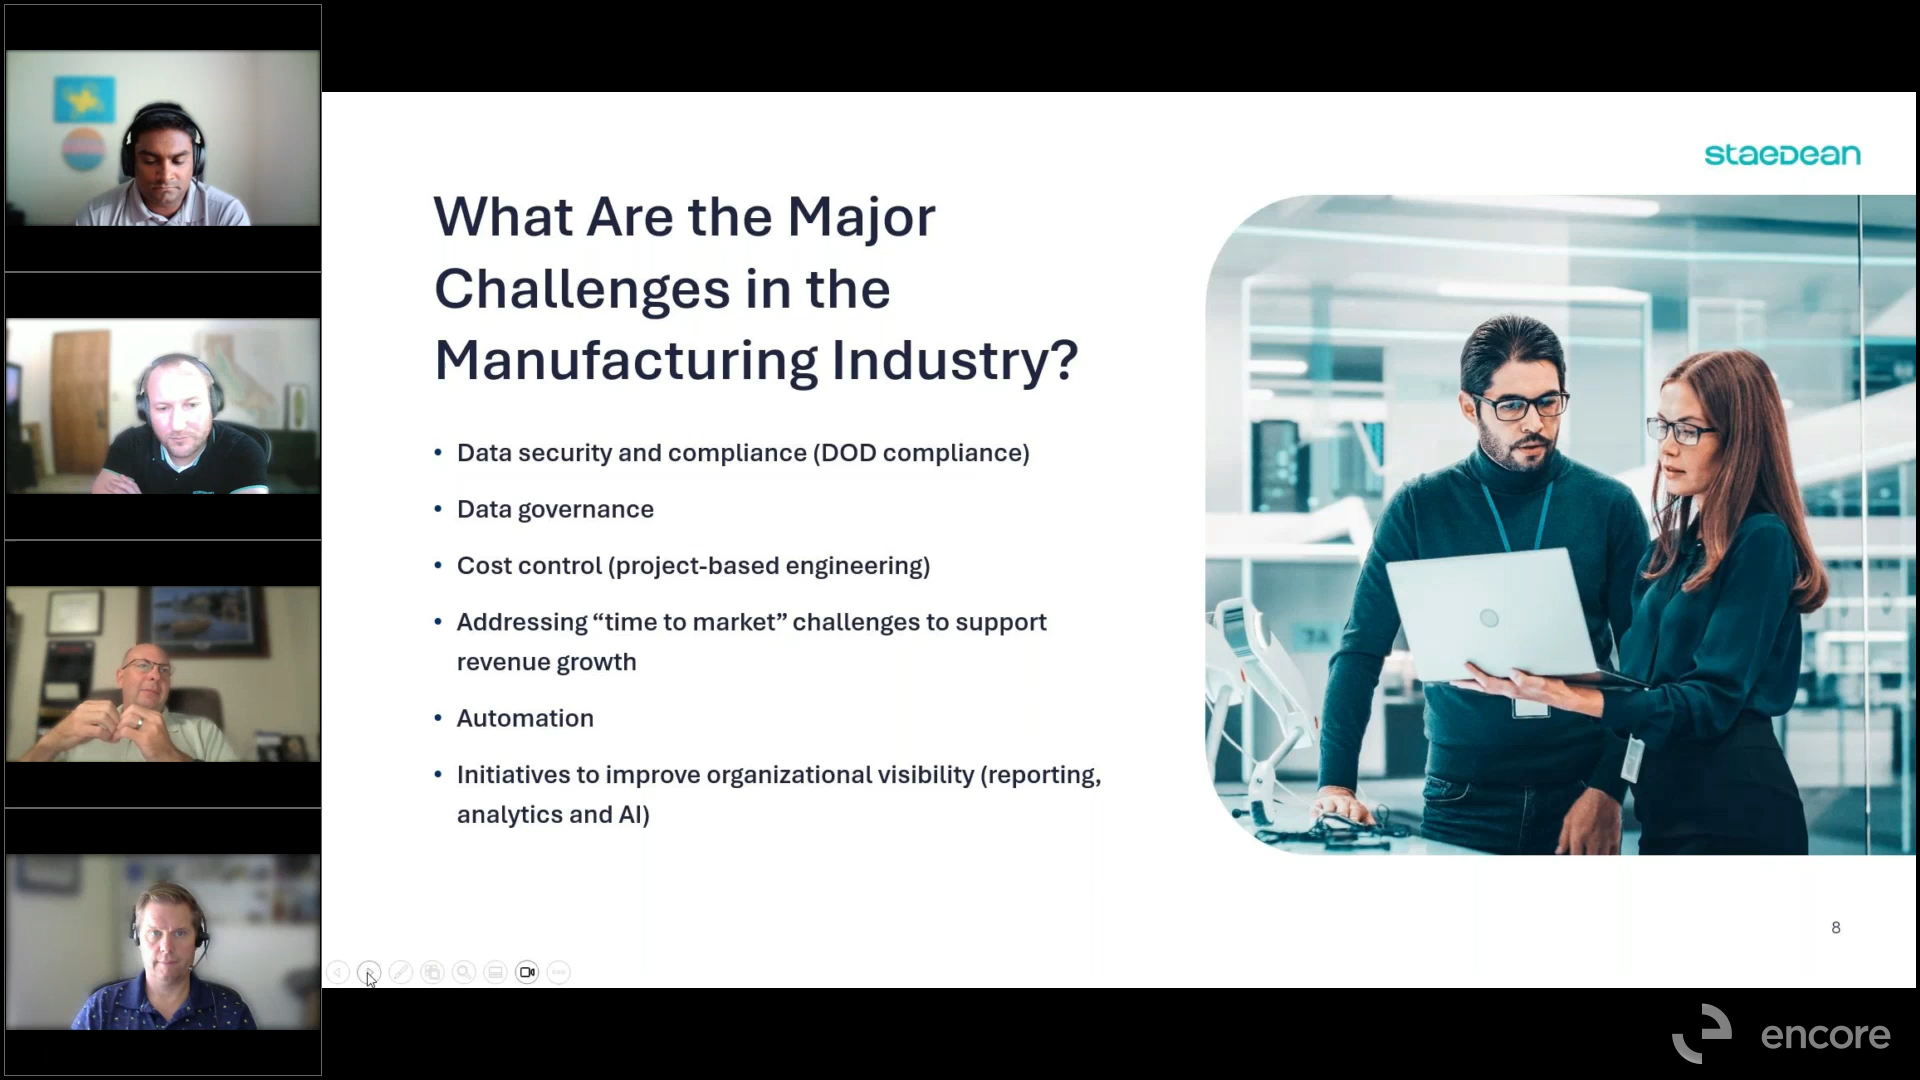 STAEDEAN
What Are the Major
Challenges in the
Manufacturing Industry?
• Data security and compliance (DOD compliance)
• Data governance
• Cost control (project-based engineering)
• Addressing “time to market” challenges to support
revenue growth
• Automation
• Initiatives to improve organizational visibility (reporting,
analytics and AI)
8
encore